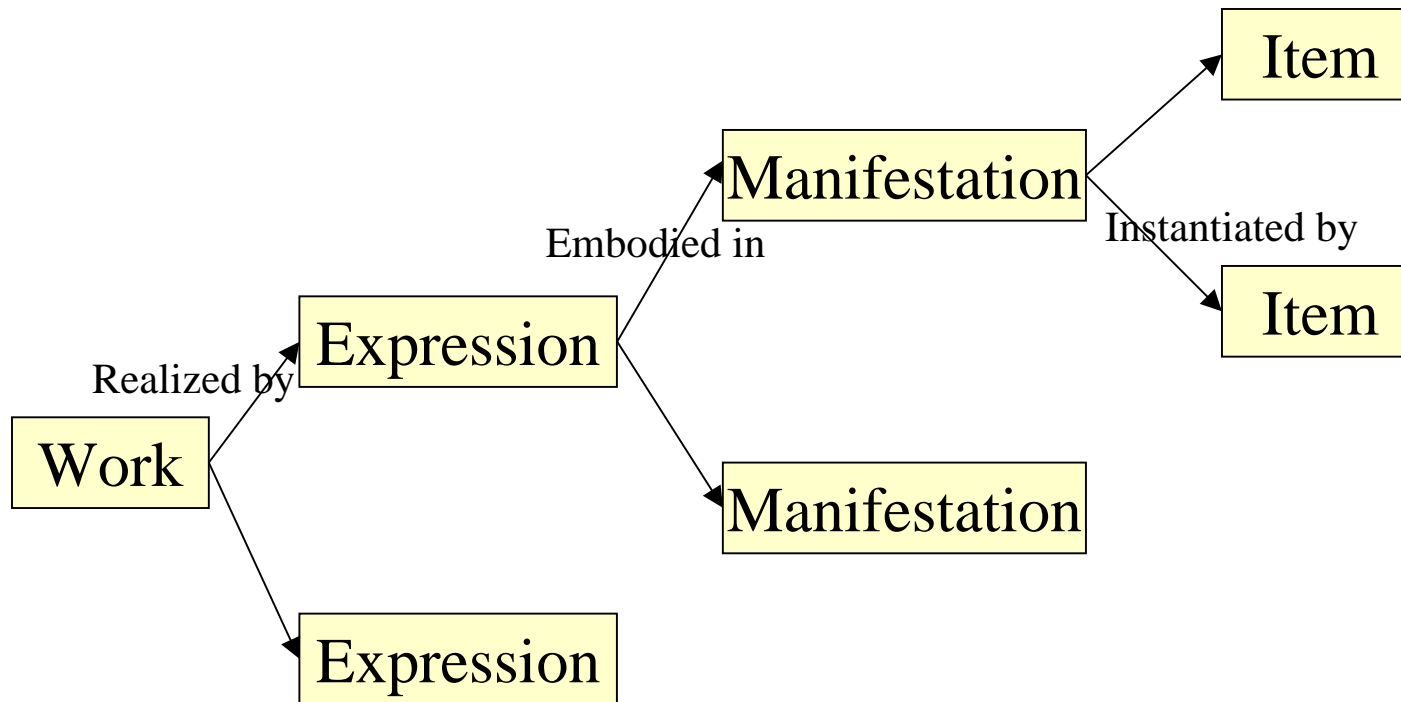 Item
Manifestation
Instantiated by
Embodied in
Item
Expression
Realized by
Work
Manifestation
Expression